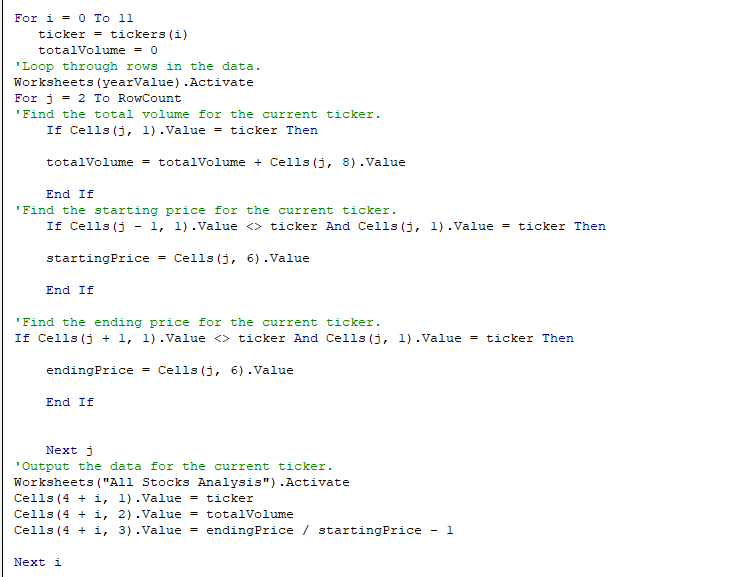 For i = 0 To 11
ticker = tickers(i)
totalVolume = 0
'Loop through rows in the data.
Worksheets(yearValue).Activate
For j = 2 To RowCount
'Find the total volume for the current ticker.
If Cells(j, 1).Value = ticker Then
totalVolume = totalVolume + Cells(j, 8).Value
End If
'Find the starting price for the current ticker.
If Cells(j - 1, 1).Value <> ticker And Cells(j, 1).Value = ticker Then
startingPrice = Cells(j, 6).Value
End If
'Find the ending price for the current ticker.
If Cells(j + 1, 1).Value <> ticker And Cells(j, 1).Value = ticker Then
endingPrice = Cells(j, 6).Value
End If
Next j
'Output the data for the current ticker.
Worksheets("All Stocks Analysis").Activate
Cells(4 + i, 1).Value = ticker
Cells(4 + i, 2).Value = totalVolume
Cells(4 + i, 3).Value = endingPrice / startingPrice - 1
Next i